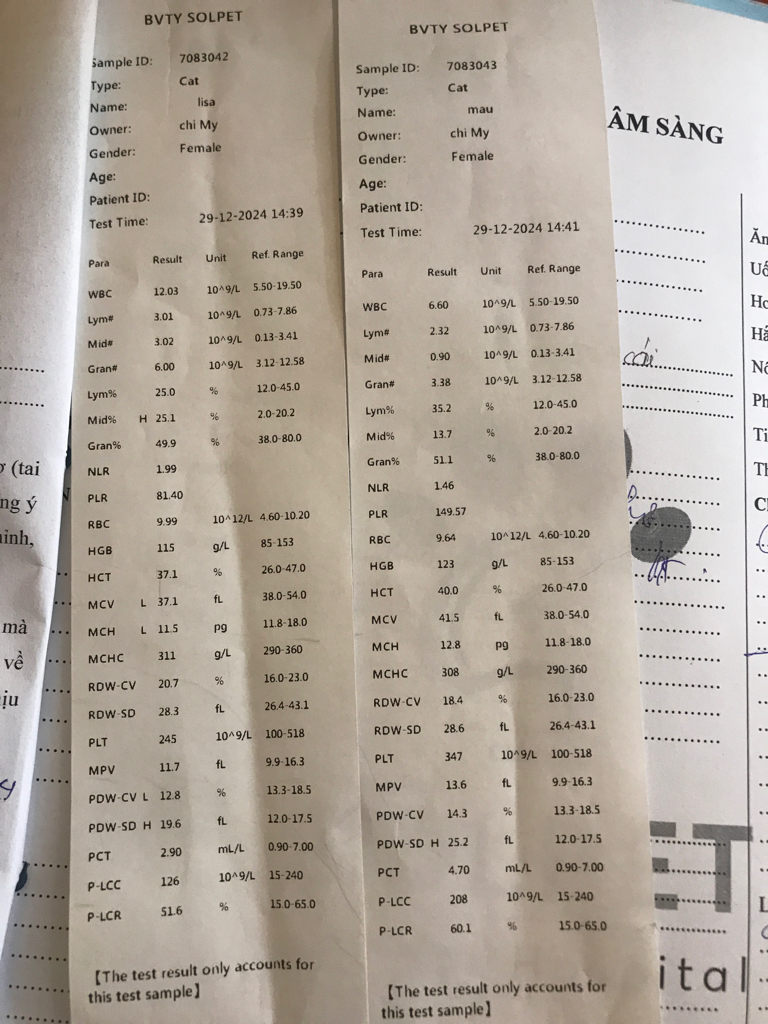 BVTY SOLPET
Sample ID: 7083042
Type: Cat
Name: lisa
Owner: chi My
Gender: Female
Age:
Patient ID:
Test Time: 29-12-2024 14:39
Para Result Unit Ref. Range
WBC 12.03 10^9/L 5.50-19.50
Lym# 3.01 10^9/L 0.73-7.86
Mid# 3.02 10^9/L 0.13-3.41
Gran# 6.00 10^9/L 3.12-12.58
Lym% 25.0 % 12.0-45.0
Mid% H 25.1 % 2.0-20.2
Gran% 49.9 % 38.0-80.0
NLR 1.99
PLR 81.40
RBC 9.99 10^12/L 4.60-10.20
HGB 115 g/L 85-153
HCT 37.1 % 26.0-47.0
MCV L 37.1 fL 38.0-54.0
MCH L 11.5 pg 11.8-18.0
MCHC 311 g/L 290-360
RDW-CV 20.7 % 16.0-23.0
RDW-SD 28.3 fL 26.4-43.1
PLT 245 10^9/L 100-518
MPV 11.7 fL 9.9-16.3
PDW-CV L 12.8 % 13.3-18.5
PDW-SD H 19.6 fL 12.0-17.5
PCT 2.90 mL/L 0.90-7.00
P-LCC 126 10^9/L 15-240
P-LCR 51.6 % 15.0-65.0
【The test result only accounts for
this test sample】
BVTY SOLPET
Sample ID: 7083043
Type: Cat
Name: mau
Owner: chi My
Gender: Female
Age:
Patient ID:
Test Time: 29-12-2024 14:41
Para Result Unit Ref. Range
WBC 6.60 10^9/L 5.50-19.50
Lym# 2.32 10^9/L 0.73-7.86
Mid# 0.90 10^9/L 0.13-3.41
Gran# 3.38 10^9/L 3.12-12.58
Lym% 35.2 % 12.0-45.0
Mid% 13.7 % 2.0-20.2
Gran% 51.1 % 38.0-80.0
NLR 1.46
PLR 149.57
RBC 9.64 10^12/L 4.60-10.20
HGB 123 g/L 85-153
HCT 40.0 % 26.0-47.0
MCV 41.5 fL 38.0-54.0
MCH 12.8 pg 11.8-18.0
MCHC 308 g/L 290-360
RDW-CV 18.4 % 16.0-23.0
RDW-SD 28.6 fL 26.4-43.1
PLT 347 10^9/L 100-518
MPV 13.6 fL 9.9-16.3
PDW-CV 14.3 % 13.3-18.5
PDW-SD H 25.2 fL 12.0-17.5
PCT 4.70 mL/L 0.90-7.00
P-LCC 208 10^9/L 15-240
P-LCR 60.1 % 15.0-65.0
【The test result only accounts for
this test sample】
ÂM SÀNG
cái
ET
ital
(tai
ng ý
mà
về